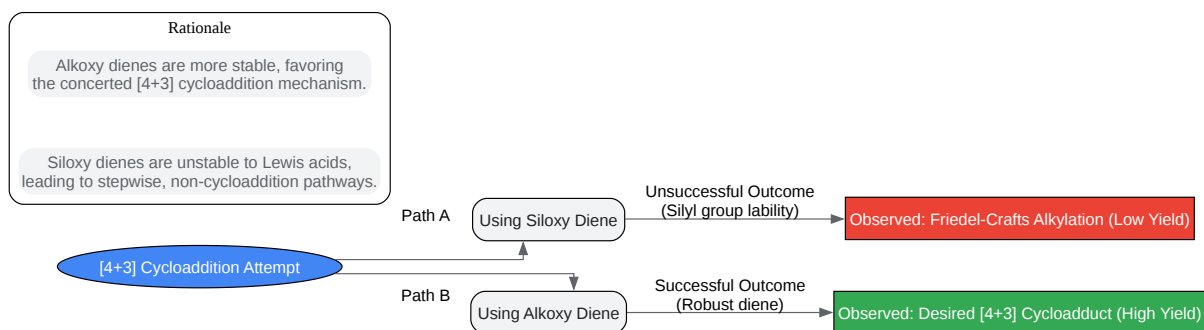 Rationale
Alkoxy dienes are more stable, favoring
the concerted [4+3] cycloaddition mechanism.
Siloxy dienes are unstable to Lewis acids,
leading to stepwise, non-cycloaddition pathways.
Path A
Using Siloxy Diene
Unsuccessful Outcome
(Silyl group lability)
Observed: Friedel-Crafts Alkylation (Low Yield)
[4+3] Cycloaddition Attempt
Path B
Using Alkoxy Diene
Successful Outcome
(Robust diene)
Observed: Desired [4+3] Cycloadduct (High Yield)